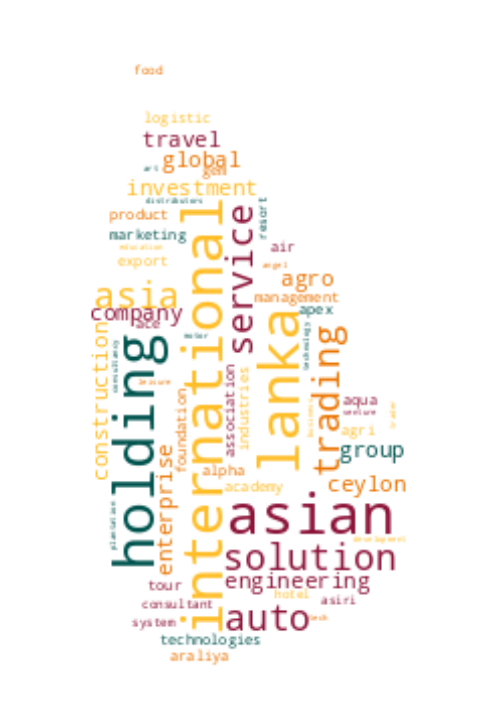 food
logistic
travel
global
art
gem
investment
distributors
product
international
service
resort
marketing
education
air
export
angel
agro
asia
management
company
apex
ace
lanka
holding
motor
construction
consultancy
technology
trading
leisure
association
industries
foundation
aqua
venture
agri
group
enterprise
alpha
academy
ceylon
asian
plantation
development
solution
engineering
tour
hotel
consultant
asiri
auto
tech
system
technologies
araliya